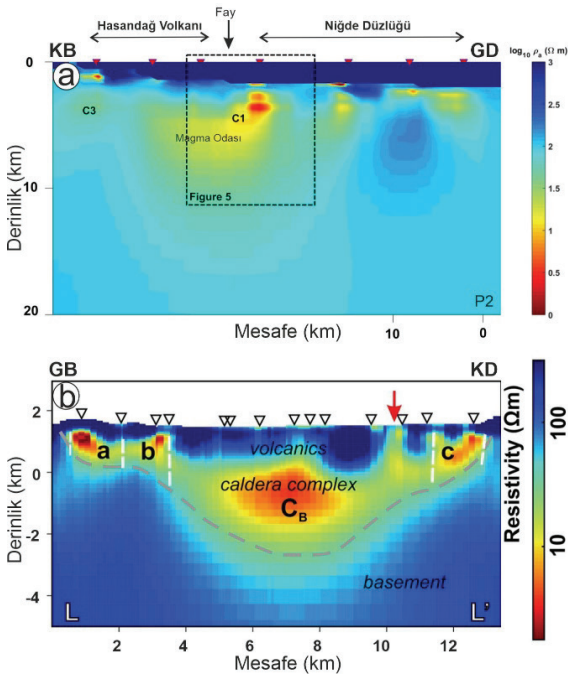 Fay
Hasandağ Volkanı
Niğde Düzlüğü
KB
GD
log10 ρa (Ω m)
a
0
10
20
Derinlik (km)
C3
C1
Magma Odası
Figure 5
P2
10
0
Mesafe (km)
3
2.5
2
1.5
1
0.5
0
GB
KD
b
2
0
-2
-4
Derinlik (km)
a
b
c
volcanics
caldera complex
CB
basement
L
L'
2
4
6
8
10
12
Mesafe (km)
Resistivity (Ωm)
100
10